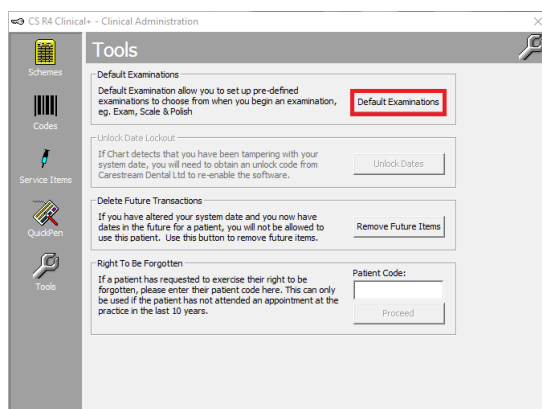 CS R4 Clinical+ - Clinical Administration
Tools
Schemes
Codes
Service Items
QuickPen
Tools
Default Examinations
Default Examination allow you to set up pre-defined
examinations to choose from when you begin an examination,
eg. Exam, Scale & Polish
Default Examinations
Unlock Date Lockout
If Chart detects that you have been tampering with your
system date, you will need to obtain an unlock code from
Carestream Dental Ltd to re-enable the software.
Unlock Dates
Delete Future Transactions
If you have altered your system date and you now have
dates in the future for a patient, you will not be allowed to
use this patient. Use this button to remove future items.
Remove Future Items
Right To Be Forgotten
If a patient has requested to exercise their right to be
forgotten, please enter their patient code here. This can only
be used if the patient has not attended an appointment at the
practice in the last 10 years.
Patient Code:
Proceed